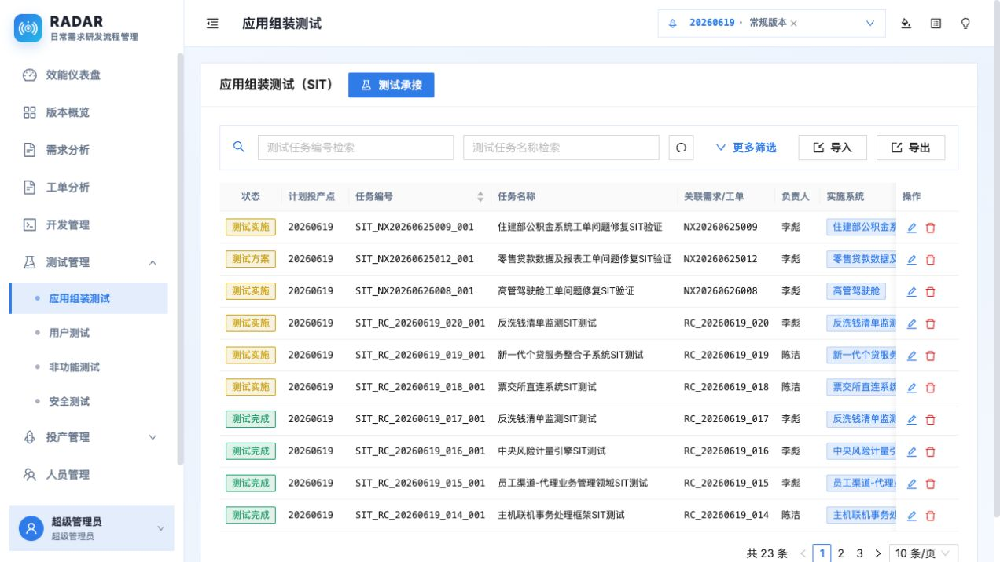 RADAR
日常需求研发流程管理
应用组装测试
20260619 · 常规版本 ×
效能仪表盘
版本概览
需求分析
工单分析
开发管理
测试管理
应用组装测试
用户测试
非功能测试
安全测试
投产管理
人员管理
超级管理员
超级管理员
应用组装测试（SIT） 测试承接
测试任务编号检索 测试任务名称检索 更多筛选 导入 导出
状态 计划投产点 任务编号 任务名称 关联需求/工单 负责人 实施系统 操作
测试实施 20260619 SIT_NX20260625009_001 住建部公积金系统工单问题修复SIT验证 NX20260625009 李彪 住建部公积金系
测试方案 20260619 SIT_NX20260625012_001 零售贷款数据及报表工单问题修复SIT验证 NX20260625012 李彪 零售贷款数据及
测试实施 20260619 SIT_NX20260626008_001 高管驾驶舱工单问题修复SIT验证 NX20260626008 李彪 高管驾驶舱
测试实施 20260619 SIT_RC_20260619_020_001 反洗钱清单监测SIT测试 RC_20260619_020 李彪 反洗钱清单监测
测试实施 20260619 SIT_RC_20260619_019_001 新一代个贷服务整合子系统SIT测试 RC_20260619_019 陈洁 新一代个贷服务
测试实施 20260619 SIT_RC_20260619_018_001 票交所直连系统SIT测试 RC_20260619_018 陈洁 票交所直连系统
测试完成 20260619 SIT_RC_20260619_017_001 反洗钱清单监测SIT测试 RC_20260619_017 李彪 反洗钱清单监测
测试完成 20260619 SIT_RC_20260619_016_001 中央风险计量引擎SIT测试 RC_20260619_016 李彪 中央风险计量引
测试完成 20260619 SIT_RC_20260619_015_001 员工渠道-代理业务管理领域SIT测试 RC_20260619_015 李彪 员工渠道-代理业
测试完成 20260619 SIT_RC_20260619_014_001 主机联机事务处理框架SIT测试 RC_20260619_014 陈洁 主机联机事务处
共 23 条 < 1 2 3 > 10 条/页